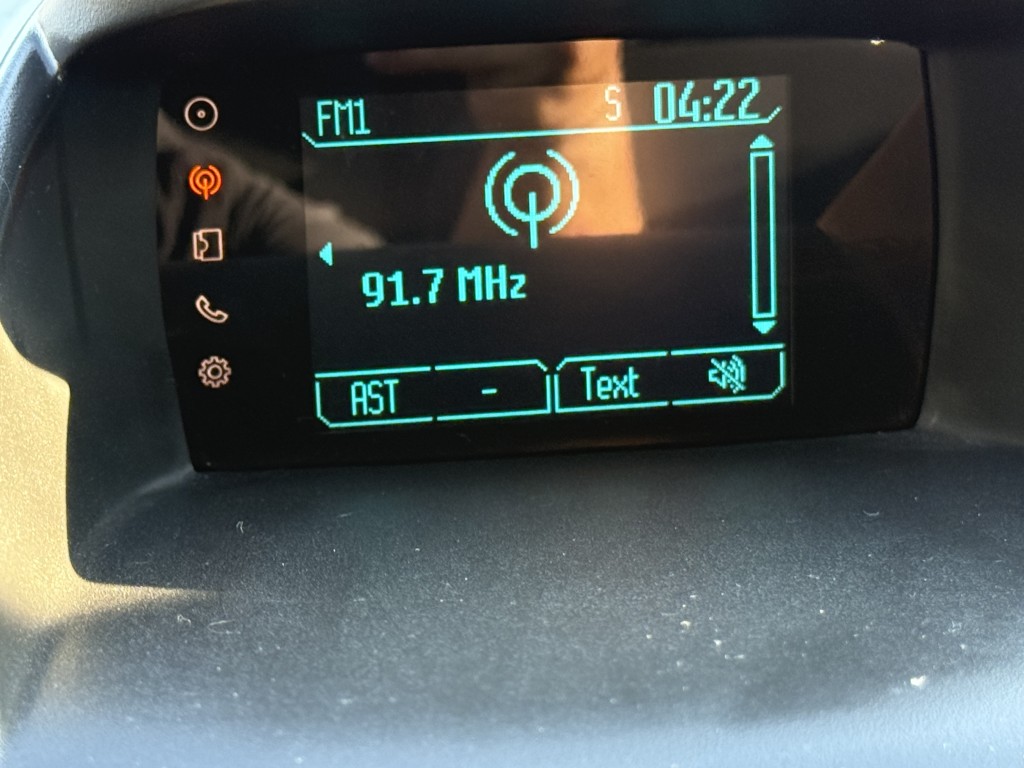 FM1 S 04:22
91.7 MHz
AST - Text